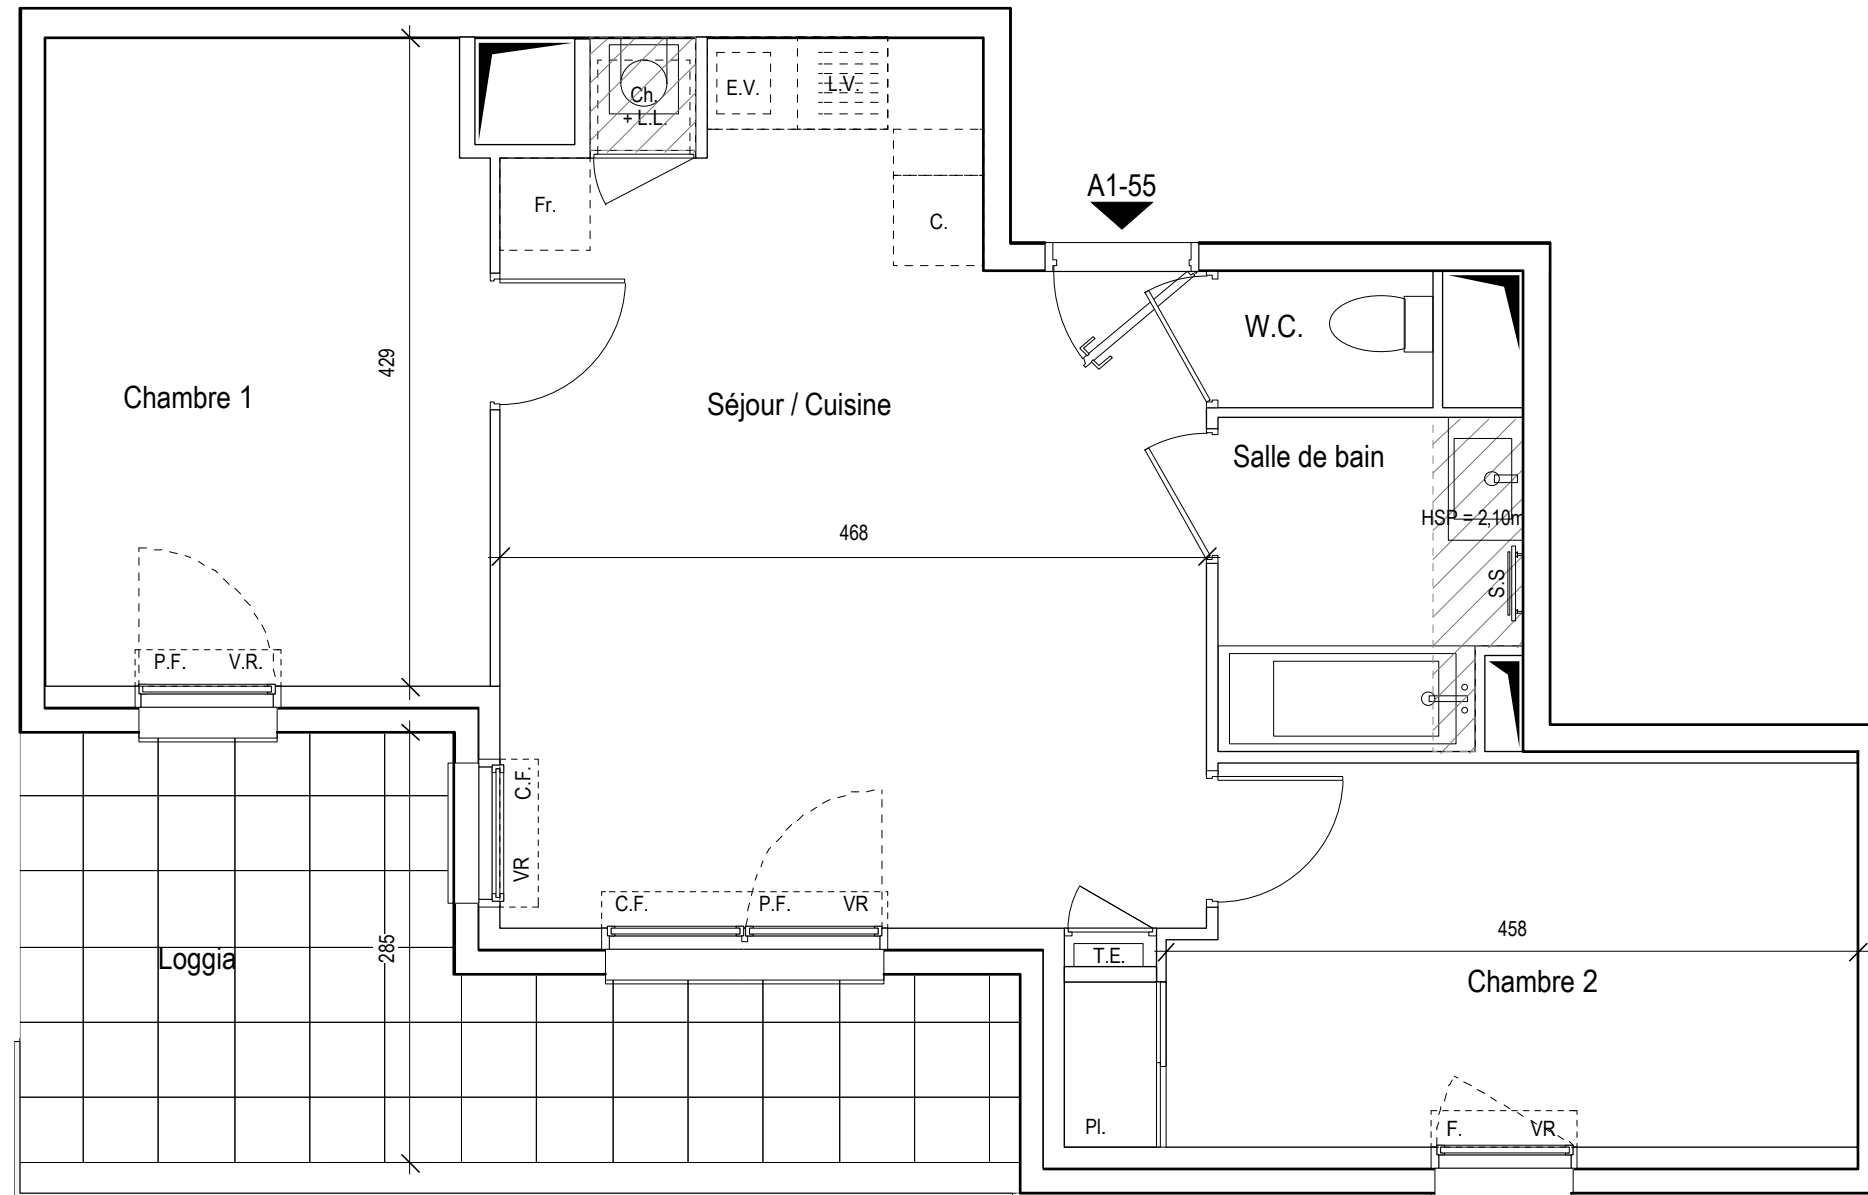 E.V.
L.V.
Ch.
+ L.L.
Fr.
C.
A1-55
W.C.
429
Chambre 1
Séjour / Cuisine
Salle de bain
HSP = 2,10m
468
S.S
P.F. V.R.
C.F.
VR
C.F. P.F. VR
Loggia
285
T.E.
458
Chambre 2
Pl.
F. VR